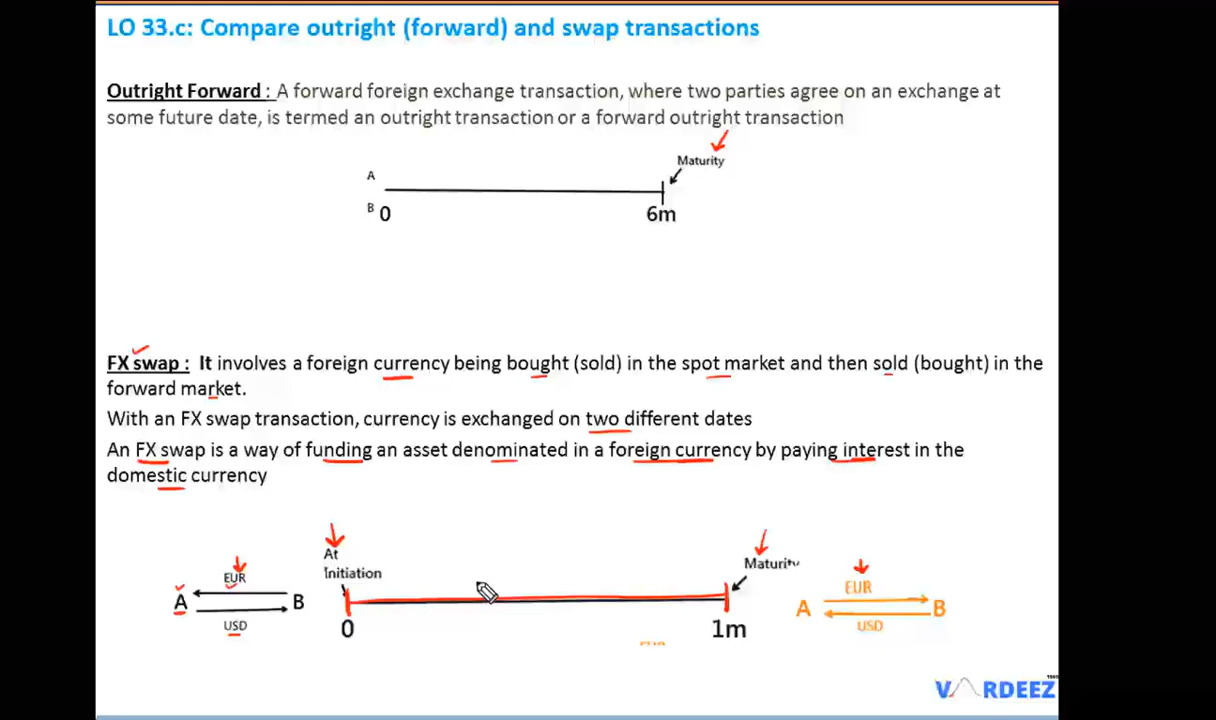 LO 33.c: Compare outright (forward) and swap transactions
Outright Forward : A forward foreign exchange transaction, where two parties agree on an exchange at
some future date, is termed an outright transaction or a forward outright transaction
Maturity
A
B 0
6m
FX swap : It involves a foreign currency being bought (sold) in the spot market and then sold (bought) in the
forward market.
With an FX swap transaction, currency is exchanged on two different dates
An FX swap is a way of funding an asset denominated in a foreign currency by paying interest in the
domestic currency
At
Initiation
Maturity
EUR
A
B
USD
0
1m
EUR
A
B
USD
V RDEEZ